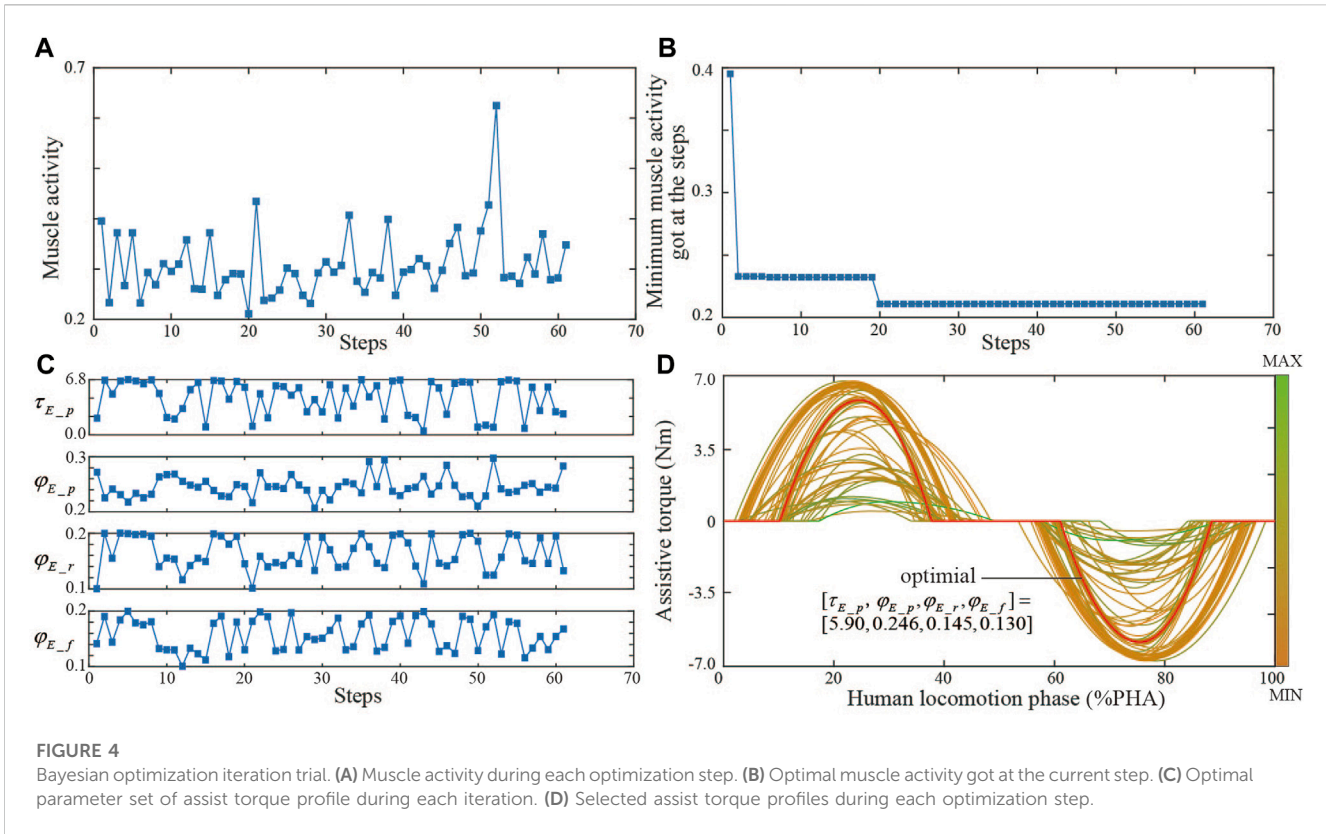 A
0.7
Muscle activity
0.2
0 10 20 30 40 50 60 70
Steps
B
0.4
Minimum muscle activity
got at the steps
0.3
0.2
0 10 20 30 40 50 60 70
Steps
C
6.8
τE_p
0.0
0.3
φE_p
0.2
0.2
φE_r
0.1
0.2
φE_f
0.1
0 10 20 30 40 50 60 70
Steps
D
MAX
7.0
3.5
Assistive torque (Nm)
0
-3.5
-7.0
optimial
[τE_p, φE_p, φE_r, φE_f] =
[5.90,0.246,0.145,0.130]
0 20 40 60 80 100
MIN
Human locomotion phase (%PHA)
FIGURE 4
Bayesian optimization iteration trial. (A) Muscle activity during each optimization step. (B) Optimal muscle activity got at the current step. (C) Optimal
parameter set of assist torque profile during each iteration. (D) Selected assist torque profiles during each optimization step.